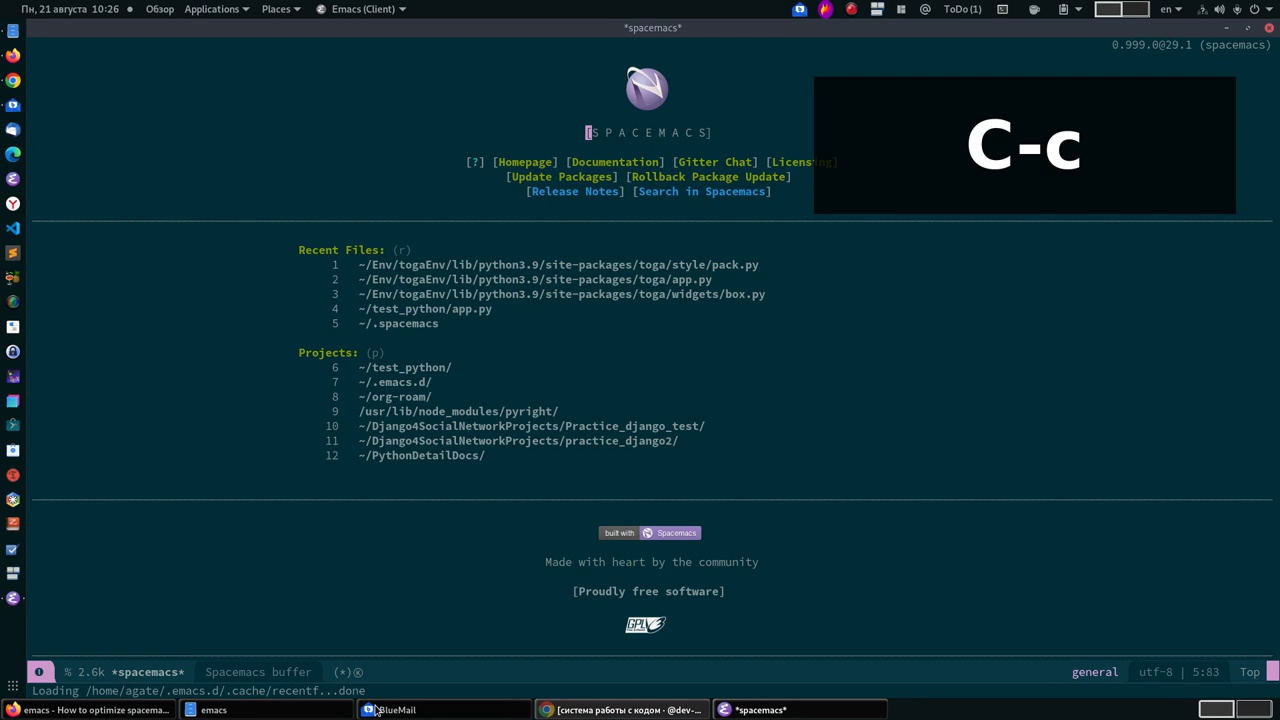 Пн, 21 августа 10:26 Обзор Applications Places Emacs (Client) ToDo (1) en
*spacemacs*
0.999.0@29.1 (spacemacs)
C-c
[S P A C E M A C S]
[?] [Homepage] [Documentation] [Gitter Chat] [Licensing]
[Update Packages] [Rollback Package Update]
[Release Notes] [Search in Spacemacs]
Recent Files: (r)
1 ~/Env/togaEnv/lib/python3.9/site-packages/toga/style/pack.py
2 ~/Env/togaEnv/lib/python3.9/site-packages/toga/app.py
3 ~/Env/togaEnv/lib/python3.9/site-packages/toga/widgets/box.py
4 ~/test_python/app.py
5 ~/.spacemacs
Projects: (p)
6 ~/test_python/
7 ~/.emacs.d/
8 ~/org-roam/
9 /usr/lib/node_modules/pyright/
10 ~/Django4SocialNetworkProjects/Practice_django_test/
11 ~/Django4SocialNetworkProjects/practice_django2/
12 ~/PythonDetailDocs/
built with Spacemacs
Made with heart by the community
[Proudly free software]
GPLv3
% 2.6k *spacemacs* Spacemacs buffer (*)Ⓚ general utf-8 | 5:83 Top
Loading /home/agate/.emacs.d/.cache/recentf...done
emacs - How to optimize spacema... emacs BlueMail [система работы с кодом - @dev-... *spacemacs*